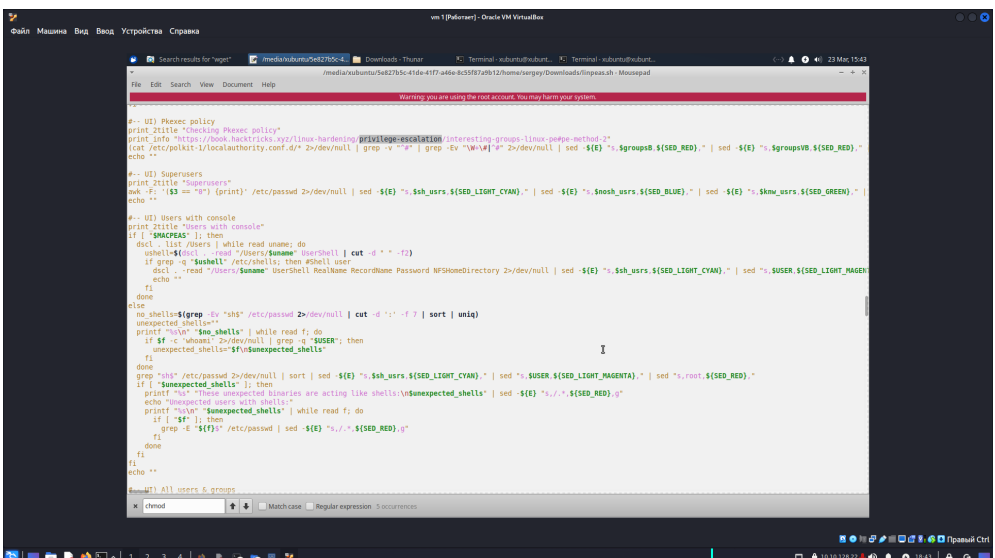 vm 1 [Работает] - Oracle VM VirtualBox
Файл Машина Вид Ввод Устройства Справка
Search results for "wget" /media/xubuntu/5e827b5c-4... Downloads - Thunar Terminal - xubuntu@xubunt... Terminal - xubuntu@xubunt... 23 Mar, 15:43
/media/xubuntu/5e827b5c-41de-41f7-a46e-8c55f87a9b12/home/sergey/Downloads/linpeas.sh - Mousepad
File Edit Search View Document Help
Warning: you are using the root account. You may harm your system.
#-- UI) Pkexec policy
print_2title "Checking Pkexec policy"
print_info "https://book.hacktricks.xyz/linux-hardening/privilege-escalation/interesting-groups-linux-pe#pe-method-2"
(cat /etc/polkit-1/localauthority.conf.d/* 2>/dev/null | grep -v "^#" | grep -Ev "\W+\#|^#" 2>/dev/null | sed -${E} "s,$groupsB,${SED_RED}," | sed -${E} "s,$groupsVB,${SED_RED}," |
echo ""
#-- UI) Superusers
print_2title "Superusers"
awk -F: '($3 == "0") {print}' /etc/passwd 2>/dev/null | sed -${E} "s,$sh_usrs,${SED_LIGHT_CYAN}," | sed -${E} "s,$nosh_usrs,${SED_BLUE}," | sed -${E} "s,$knw_usrs,${SED_GREEN}," |
echo ""
#-- UI) Users with console
print_2title "Users with console"
if [ "$MACPEAS" ]; then
dscl . list /Users | while read uname; do
ushell=$(dscl . -read "/Users/$uname" UserShell | cut -d " " -f2)
if grep -q "$ushell" /etc/shells; then #Shell user
dscl . -read "/Users/$uname" UserShell RealName RecordName Password NFSHomeDirectory 2>/dev/null | sed -${E} "s,$sh_usrs,${SED_LIGHT_CYAN}," | sed "s,$USER,${SED_LIGHT_MAGEN
echo ""
fi
done
else
no_shells=$(grep -Ev "sh$" /etc/passwd 2>/dev/null | cut -d ':' -f 7 | sort | uniq)
unexpected_shells=""
printf "%s\n" "$no_shells" | while read f; do
if $f -c 'whoami' 2>/dev/null | grep -q "$USER"; then
unexpected_shells="$f\n$unexpected_shells"
fi
done
grep "sh$" /etc/passwd 2>/dev/null | sort | sed -${E} "s,$sh_usrs,${SED_LIGHT_CYAN}," | sed "s,$USER,${SED_LIGHT_MAGENTA}," | sed "s,root,${SED_RED},"
if [ "$unexpected_shells" ]; then
printf "%s" "These unexpected binaries are acting like shells:\n$unexpected_shells" | sed -${E} "s,/.*,${SED_RED},g"
echo "Unexpected users with shells:"
printf "%s\n" "$unexpected_shells" | while read f; do
if [ "$f" ]; then
grep -E "${f}$" /etc/passwd | sed -${E} "s,/.*,${SED_RED},g"
fi
done
fi
fi
echo ""
#-- UI) All users & groups
chmod Match case Regular expression 5 occurrences
Правый Ctrl
1 2 3 4 10.10.128.22 18:43